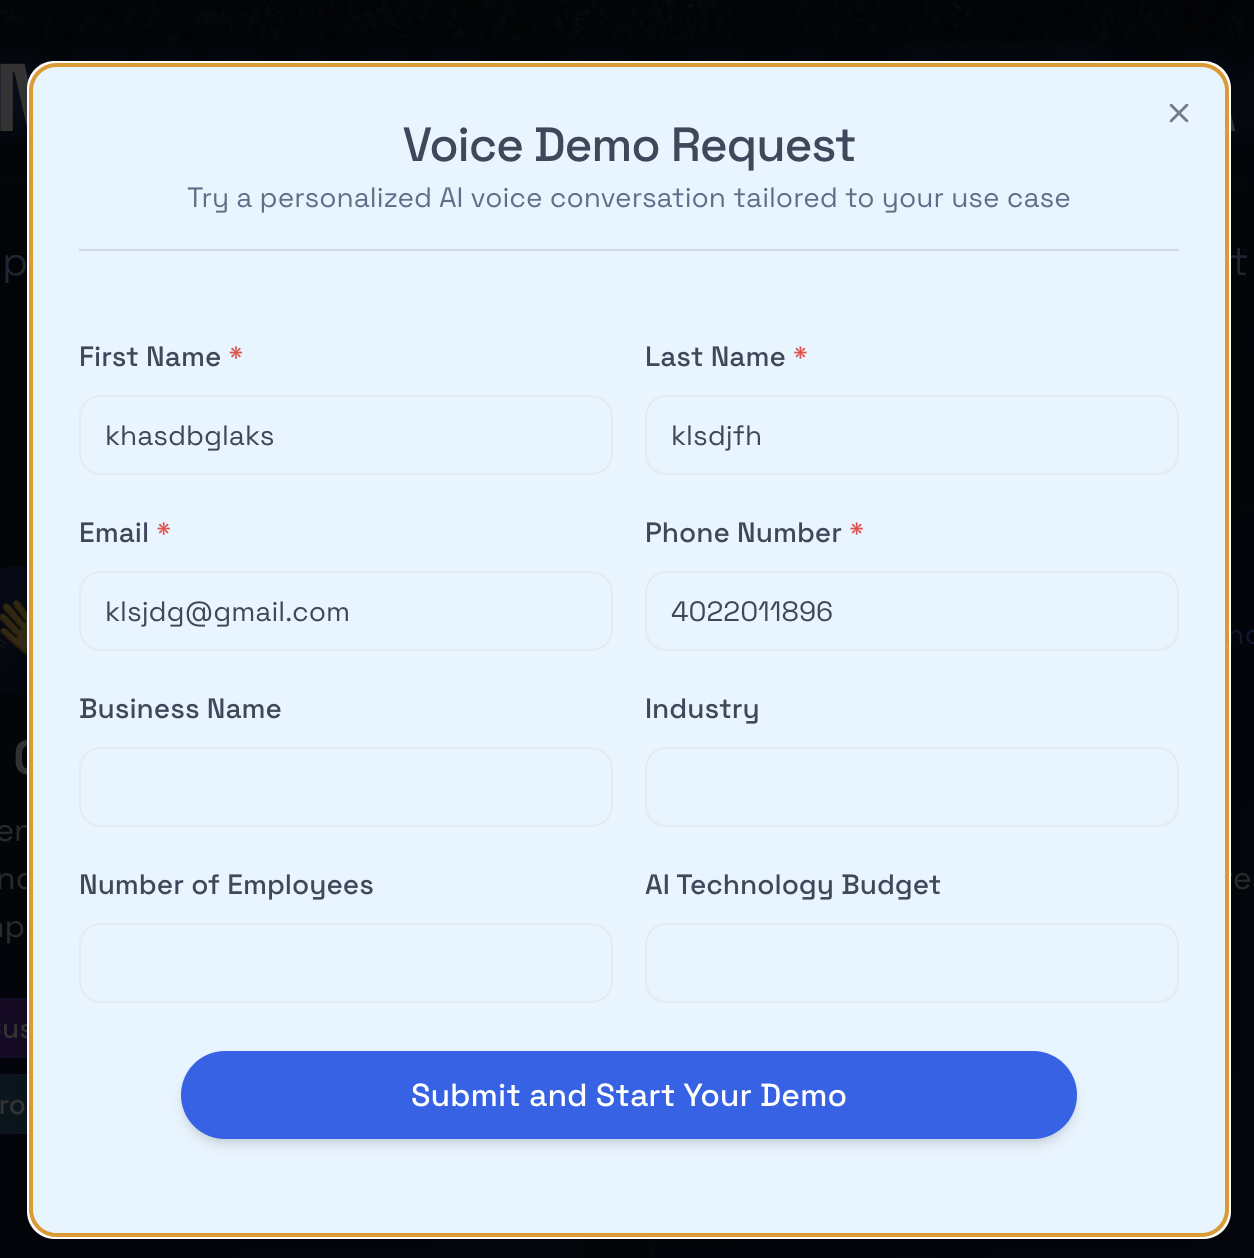 Voice Demo Request
Try a personalized AI voice conversation tailored to your use case
First Name *
Last Name *
khasdbglaks
klsdjfh
Email *
Phone Number *
klsjdg@gmail.com
4022011896
Business Name
Industry
Number of Employees
AI Technology Budget
Submit and Start Your Demo